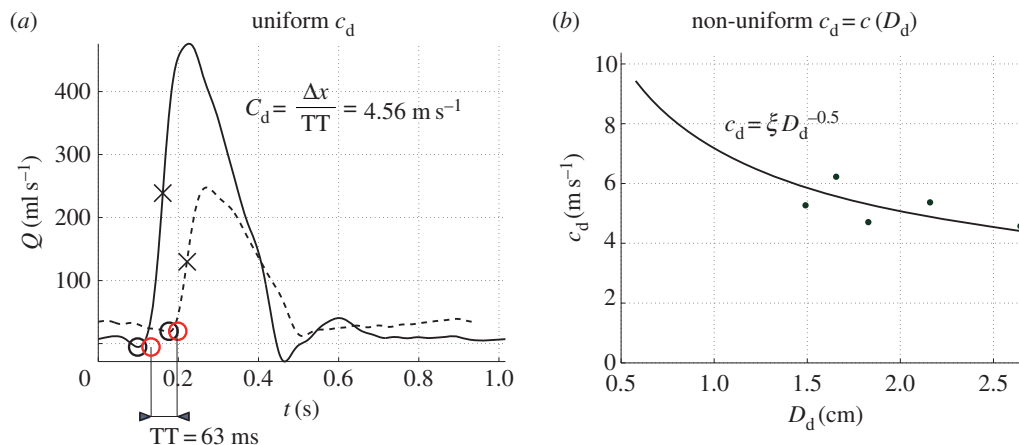 (a) uniform c_d
400
300
200
100
Q (ml s⁻¹)
C_d = Δx / TT = 4.56 m s⁻¹
0 0.2 0.4 0.6 0.8 1.0
t (s)
TT = 63 ms
(b) non-uniform c_d = c (D_d)
10
8
6
4
2
0
c_d (m s⁻¹)
c_d = ξ D_d⁻⁰·⁵
0.5 1.0 1.5 2.0 2.5
D_d (cm)